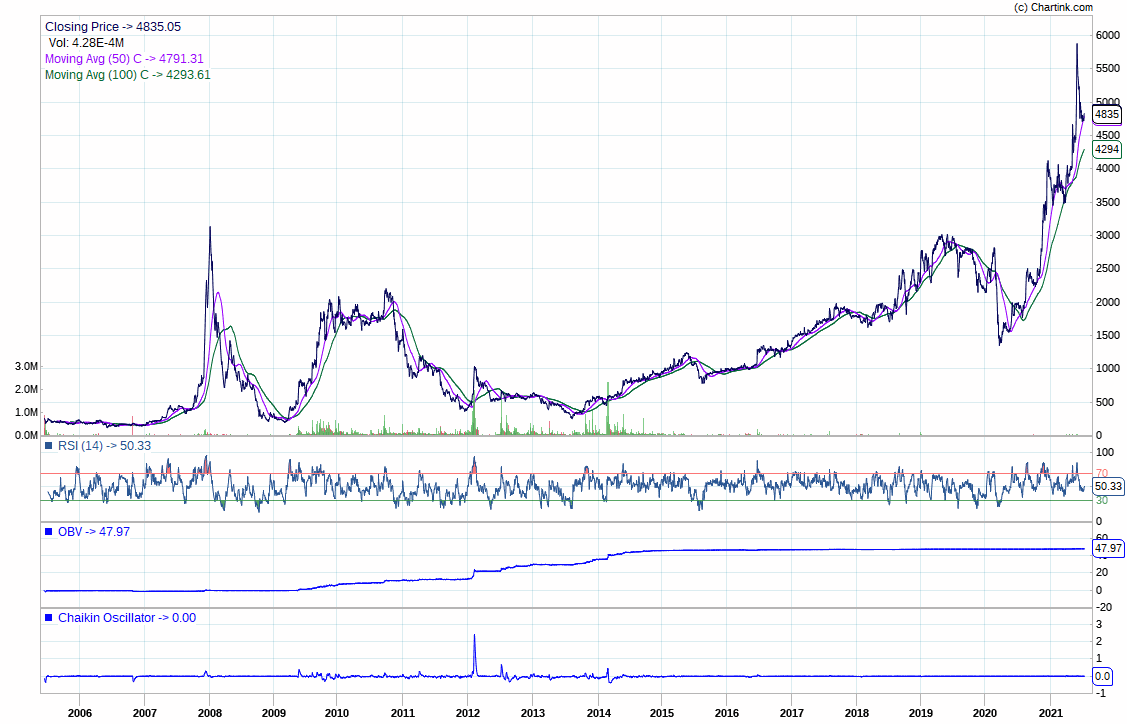 (c) Chartink.com
Closing Price -> 4835.05
Vol: 4.28E-4M
Moving Avg (50) C -> 4791.31
Moving Avg (100) C -> 4293.61
6000
5500
5000
4835
4500
4294
4000
3500
3000
2500
2000
1500
3.0M 1000
2.0M
500
1.0M
0.0M 0
RSI (14) -> 50.33
100
70
50.33
30
0
OBV -> 47.97
60
47.97
20
0
-20
Chaikin Oscillator -> 0.00
3
2
1
0.0
-1
2006 2007 2008 2009 2010 2011 2012 2013 2014 2015 2016 2017 2018 2019 2020 2021